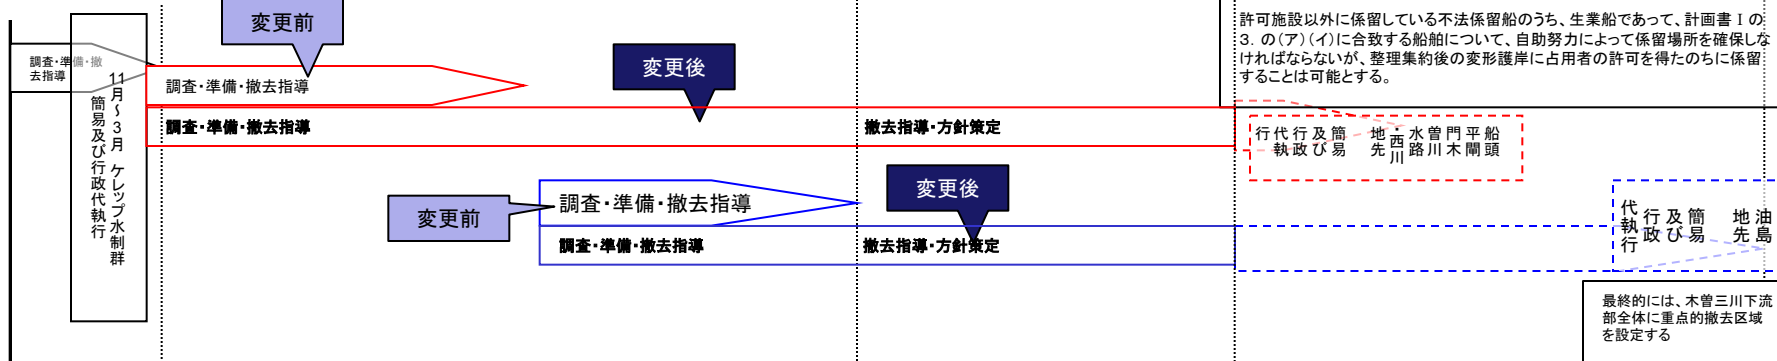 変更前
許可施設以外に係留している不法係留船のうち、生業船であって、計画書Ⅰの
3．の(ア)(イ)に合致する船舶について、自助努力によって係留場所を確保しな
ければならないが、整理集約後の変形護岸に占用者の許可を得たのちに係留
することは可能とする。
調査・準備・撤
去指導
11月～3月 ケレップ水制群
簡易及び行政代執行
調査・準備・撤去指導
変更後
調査・準備・撤去指導
撤去指導・方針策定
船頭
平閘
門木
曽川
水路
・西川
地先
簡易
及び
行政
代執
行
変更前
調査・準備・撤去指導
変更後
調査・準備・撤去指導
撤去指導・方針策定
油島
地先
簡易
及び
行政
代執行
最終的には、木曽三川下流
部全体に重点的撤去区域
を設定する